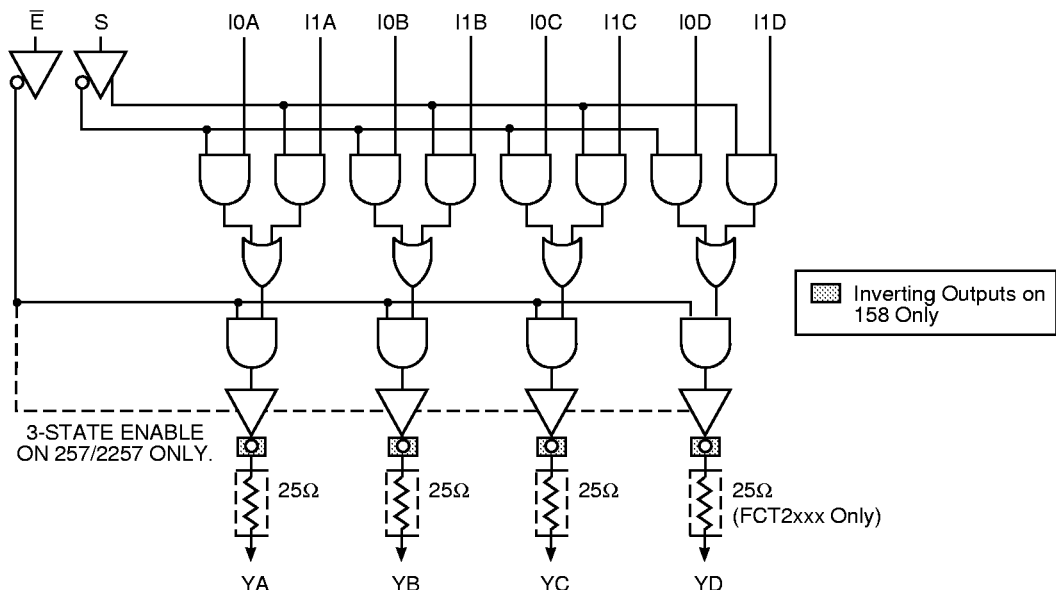 E̅ S I0A I1A I0B I1B I0C I1C I0D I1D
Inverting Outputs on
158 Only
3-STATE ENABLE
ON 257/2257 ONLY.
25Ω 25Ω 25Ω 25Ω
(FCT2xxx Only)
YA YB YC YD